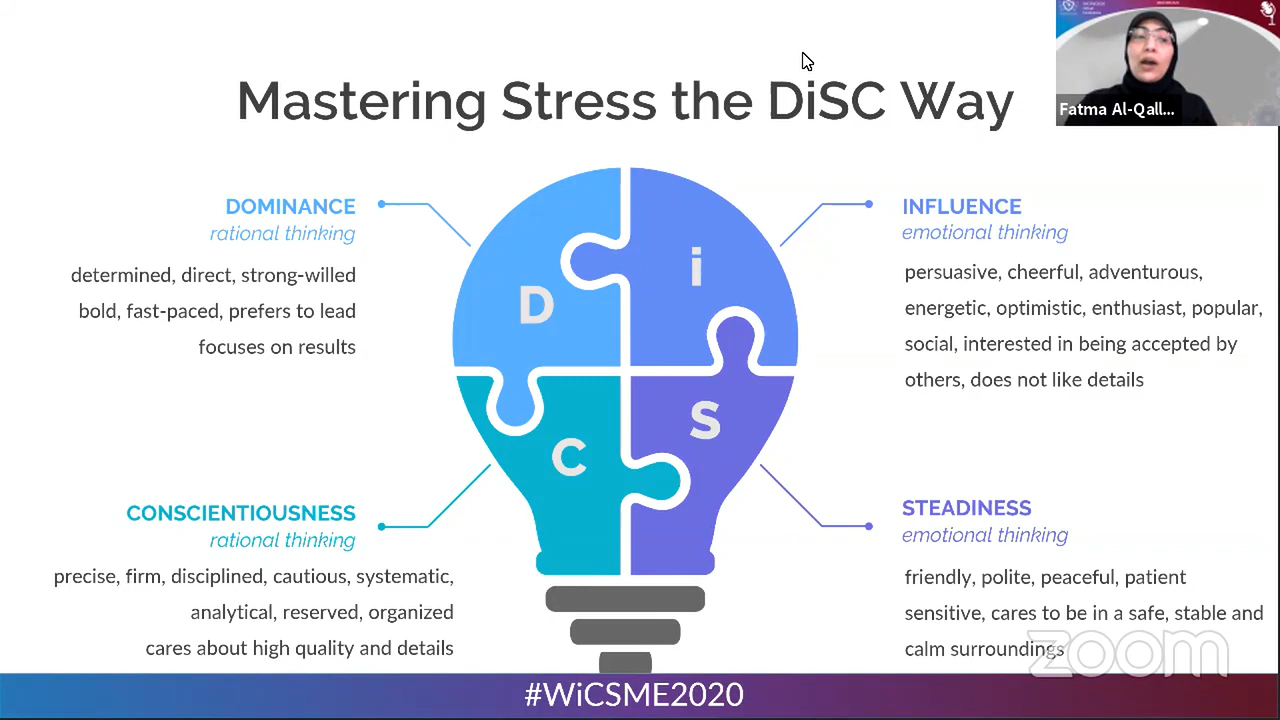 Mastering Stress the DiSC Way
Fatma Al-Qall...
DOMINANCE
rational thinking
determined, direct, strong-willed
bold, fast-paced, prefers to lead
focuses on results
INFLUENCE
emotional thinking
persuasive, cheerful, adventurous,
energetic, optimistic, enthusiast, popular,
social, interested in being accepted by
others, does not like details
D
i
C
S
CONSCIENTIOUSNESS
rational thinking
precise, firm, disciplined, cautious, systematic,
analytical, reserved, organized
cares about high quality and details
STEADINESS
emotional thinking
friendly, polite, peaceful, patient
sensitive, cares to be in a safe, stable and
calm surroundings
zoom
#WiCSME2020